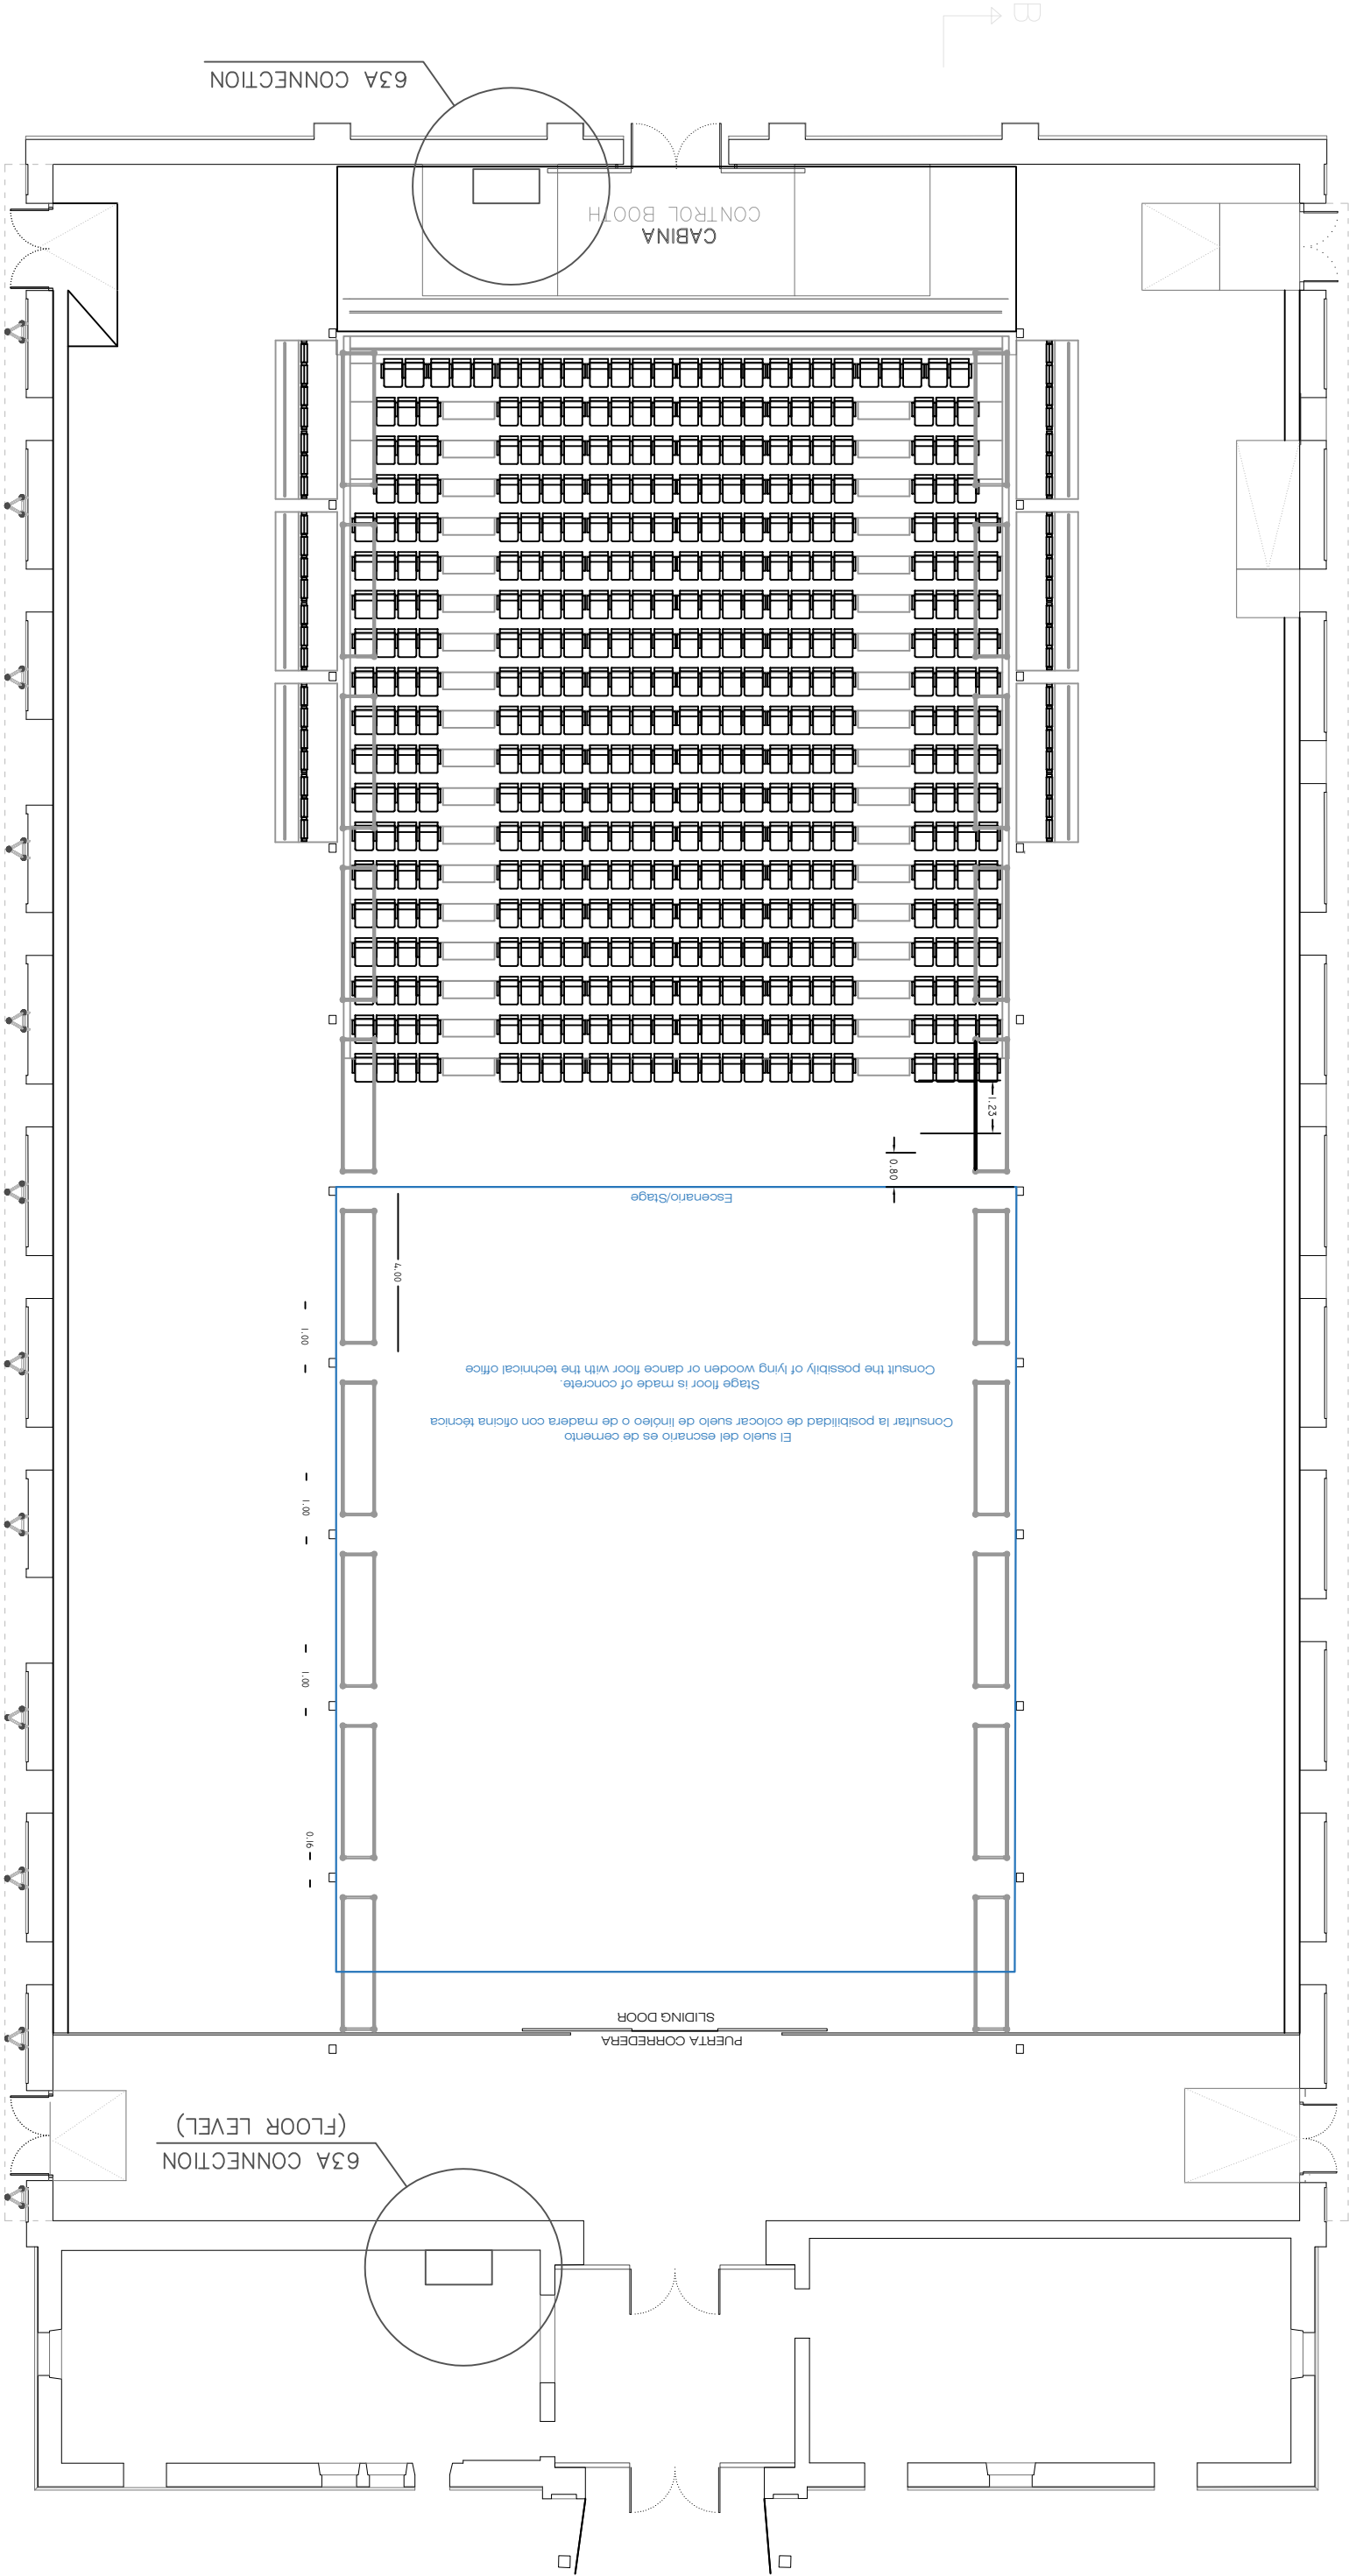 63A CONNECTION
(FLOOR LEVEL)
PUERTA CORREDERA
SLIDING DOOR
0.16
1.00
1.00
El suelo del escnario es de cemento
Consultar la posibilidad de colocar suelo de linóleo o de madera con oficina técnica
Stage floor is made of concrete.
Consult the possibily of lying wooden or dance floor with the technical office
1.00
4.00
Escenario/Stage
0.80
1.23
CABINA
CONTROL BOOTH
63A CONNECTION
B